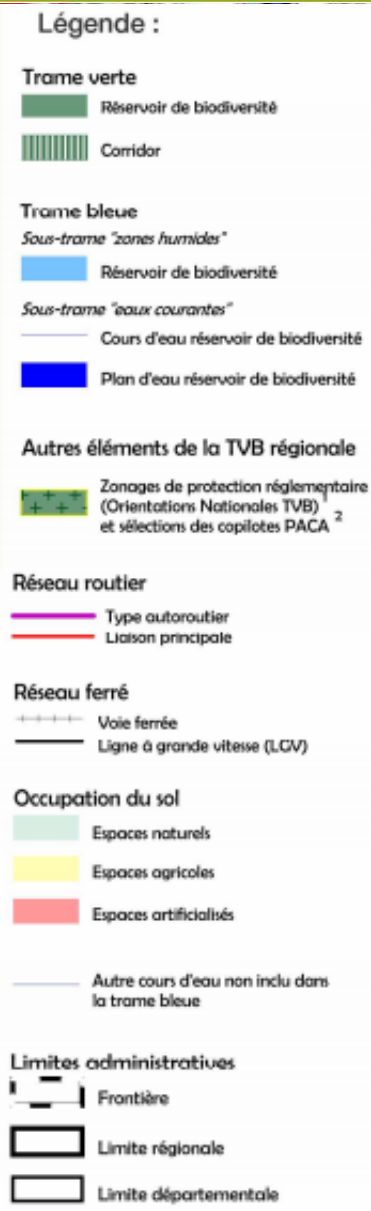 Légende :
Trame verte
Réservoir de biodiversité
Corridor
Trame bleue
Sous-trame "zones humides"
Réservoir de biodiversité
Sous-trame "eaux courantes"
Cours d'eau réservoir de biodiversité
Plan d'eau réservoir de biodiversité
Autres éléments de la TVB régionale
Zonages de protection réglementaire
(Orientations Nationales TVB) 1
et sélections des copilotes PACA 2
Réseau routier
Type autoroutier
Liaison principale
Réseau ferré
Voie ferrée
Ligne à grande vitesse (LGV)
Occupation du sol
Espaces naturels
Espaces agricoles
Espaces artificialisés
Autre cours d'eau non inclu dans
la trame bleue
Limites administratives
Frontière
Limite régionale
Limite départementale